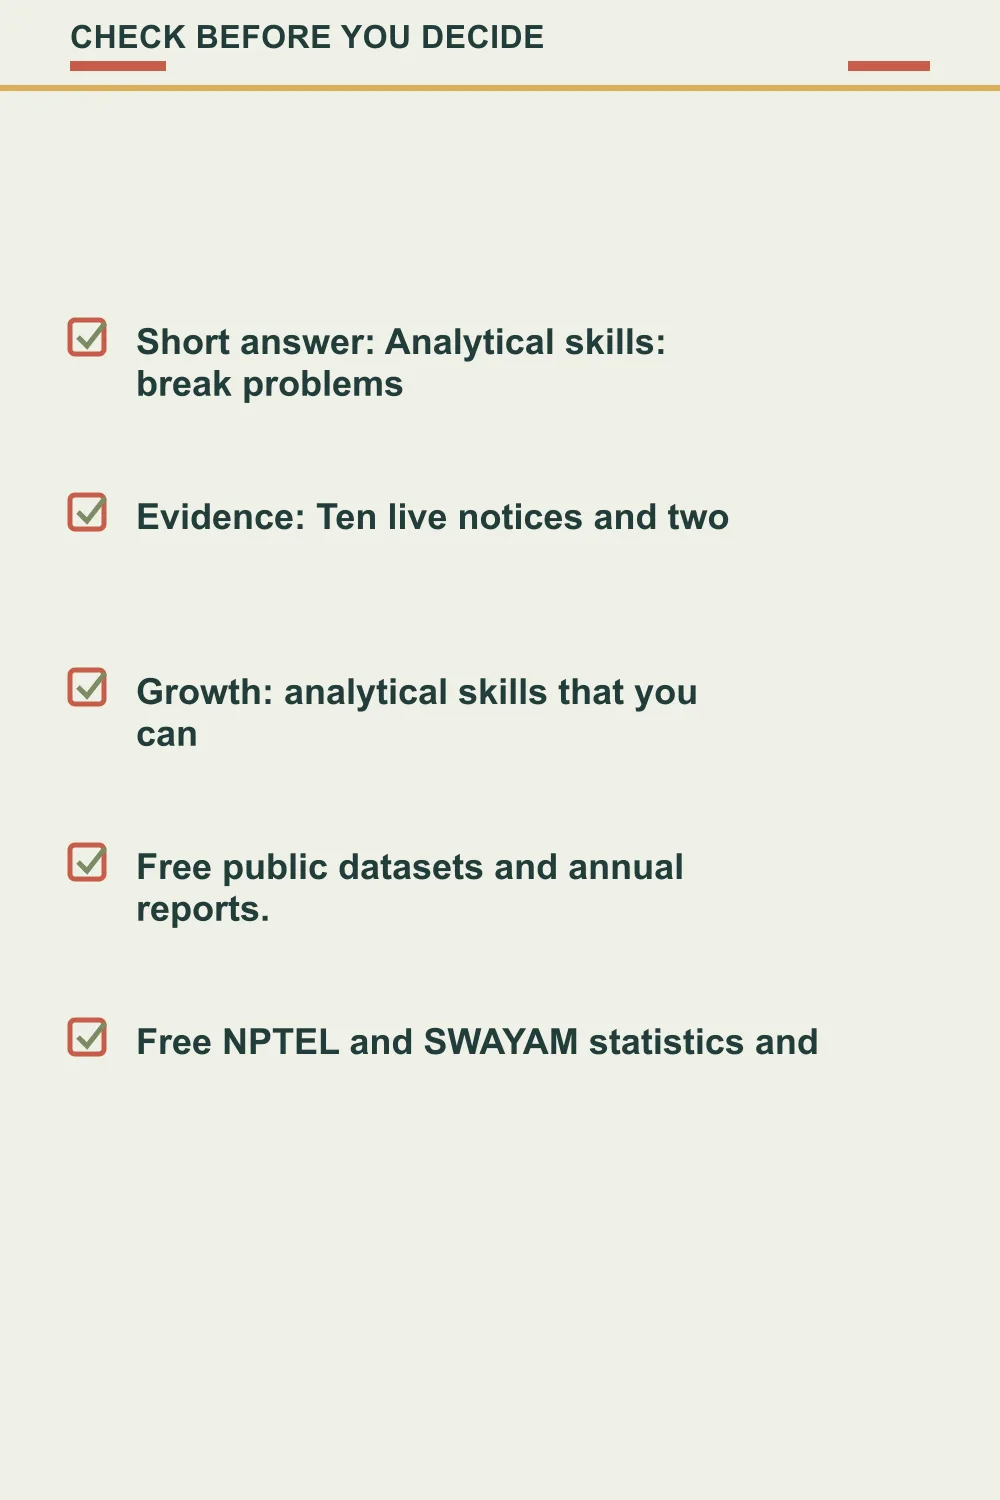 CHECK BEFORE YOU DECIDE
Short answer: Analytical skills:
break problems
Evidence: Ten live notices and two
Growth: analytical skills that you
can
Free public datasets and annual
reports.
Free NPTEL and SWAYAM statistics and